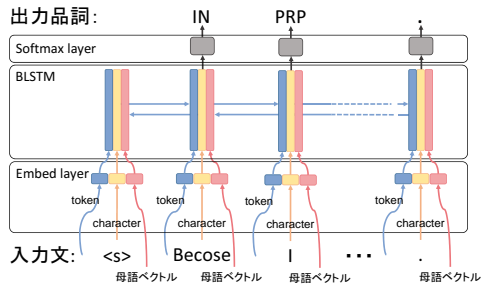 出力品詞: IN PRP .
Softmax layer
BLSTM
Embed layer
token token token token
character character character character
入力文: <s> Becose I ・・・ .
母語ベクトル 母語ベクトル 母語ベクトル 母語ベクトル